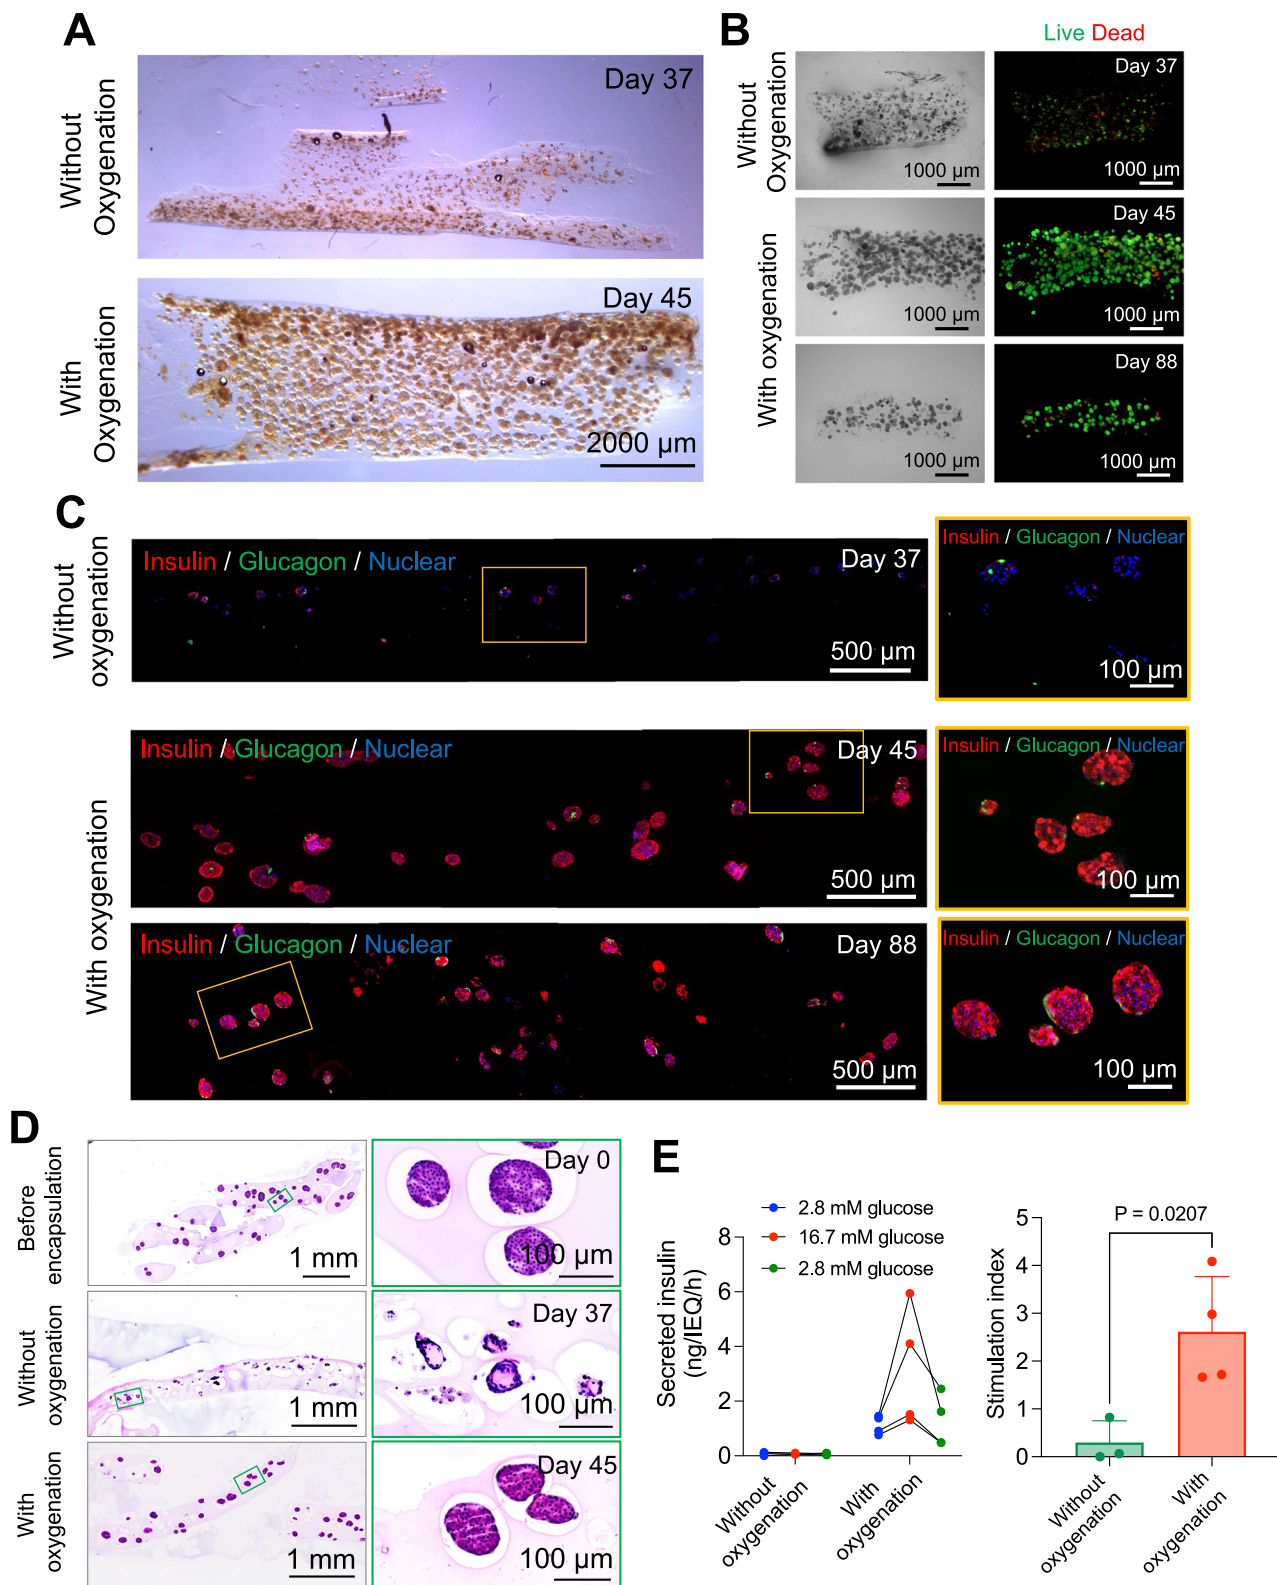 A
Without
Oxygenation
Day 37
With
Oxygenation
Day 45
2000 µm
B
Live Dead
Without
Oxygenation
1000 µm
Day 37
1000 µm
With oxygenation
1000 µm
Day 45
1000 µm
1000 µm
Day 88
1000 µm
C
Without
oxygenation
Insulin / Glucagon / Nuclear
Day 37
500 µm
Insulin / Glucagon / Nuclear
100 µm
With oxygenation
Insulin / Glucagon / Nuclear
Day 45
500 µm
Insulin / Glucagon / Nuclear
100 µm
Insulin / Glucagon / Nuclear
Day 88
500 µm
Insulin / Glucagon / Nuclear
100 µm
D
Before
encapsulation
1 mm
Day 0
100 µm
Without
oxygenation
1 mm
Day 37
100 µm
With
oxygenation
1 mm
Day 45
100 µm
E
2.8 mM glucose
16.7 mM glucose
2.8 mM glucose
Secreted insulin
(ng/IEQ/h)
8
6
4
2
0
Without
oxygenation
With
oxygenation
P = 0.0207
Stimulation index
5
4
3
2
1
0
Without
oxygenation
With
oxygenation